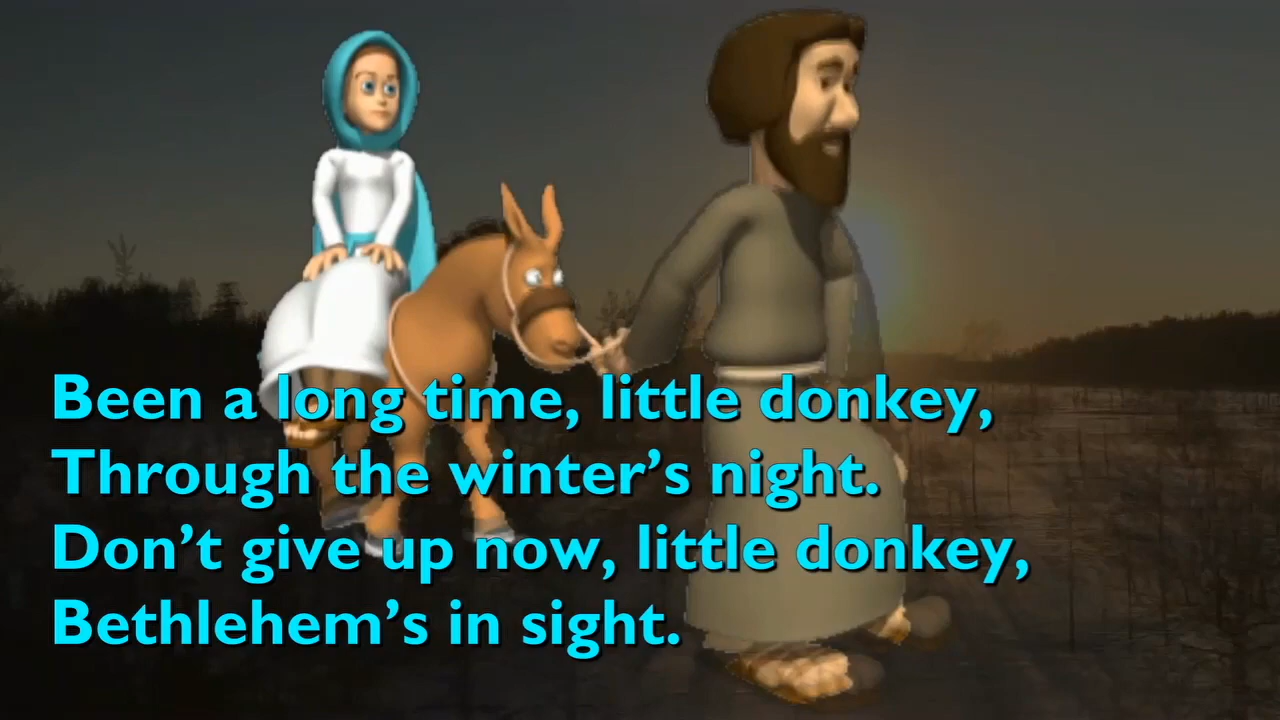 Been a long time, little donkey,
Through the winter’s night.
Don’t give up now, little donkey,
Bethlehem’s in sight.